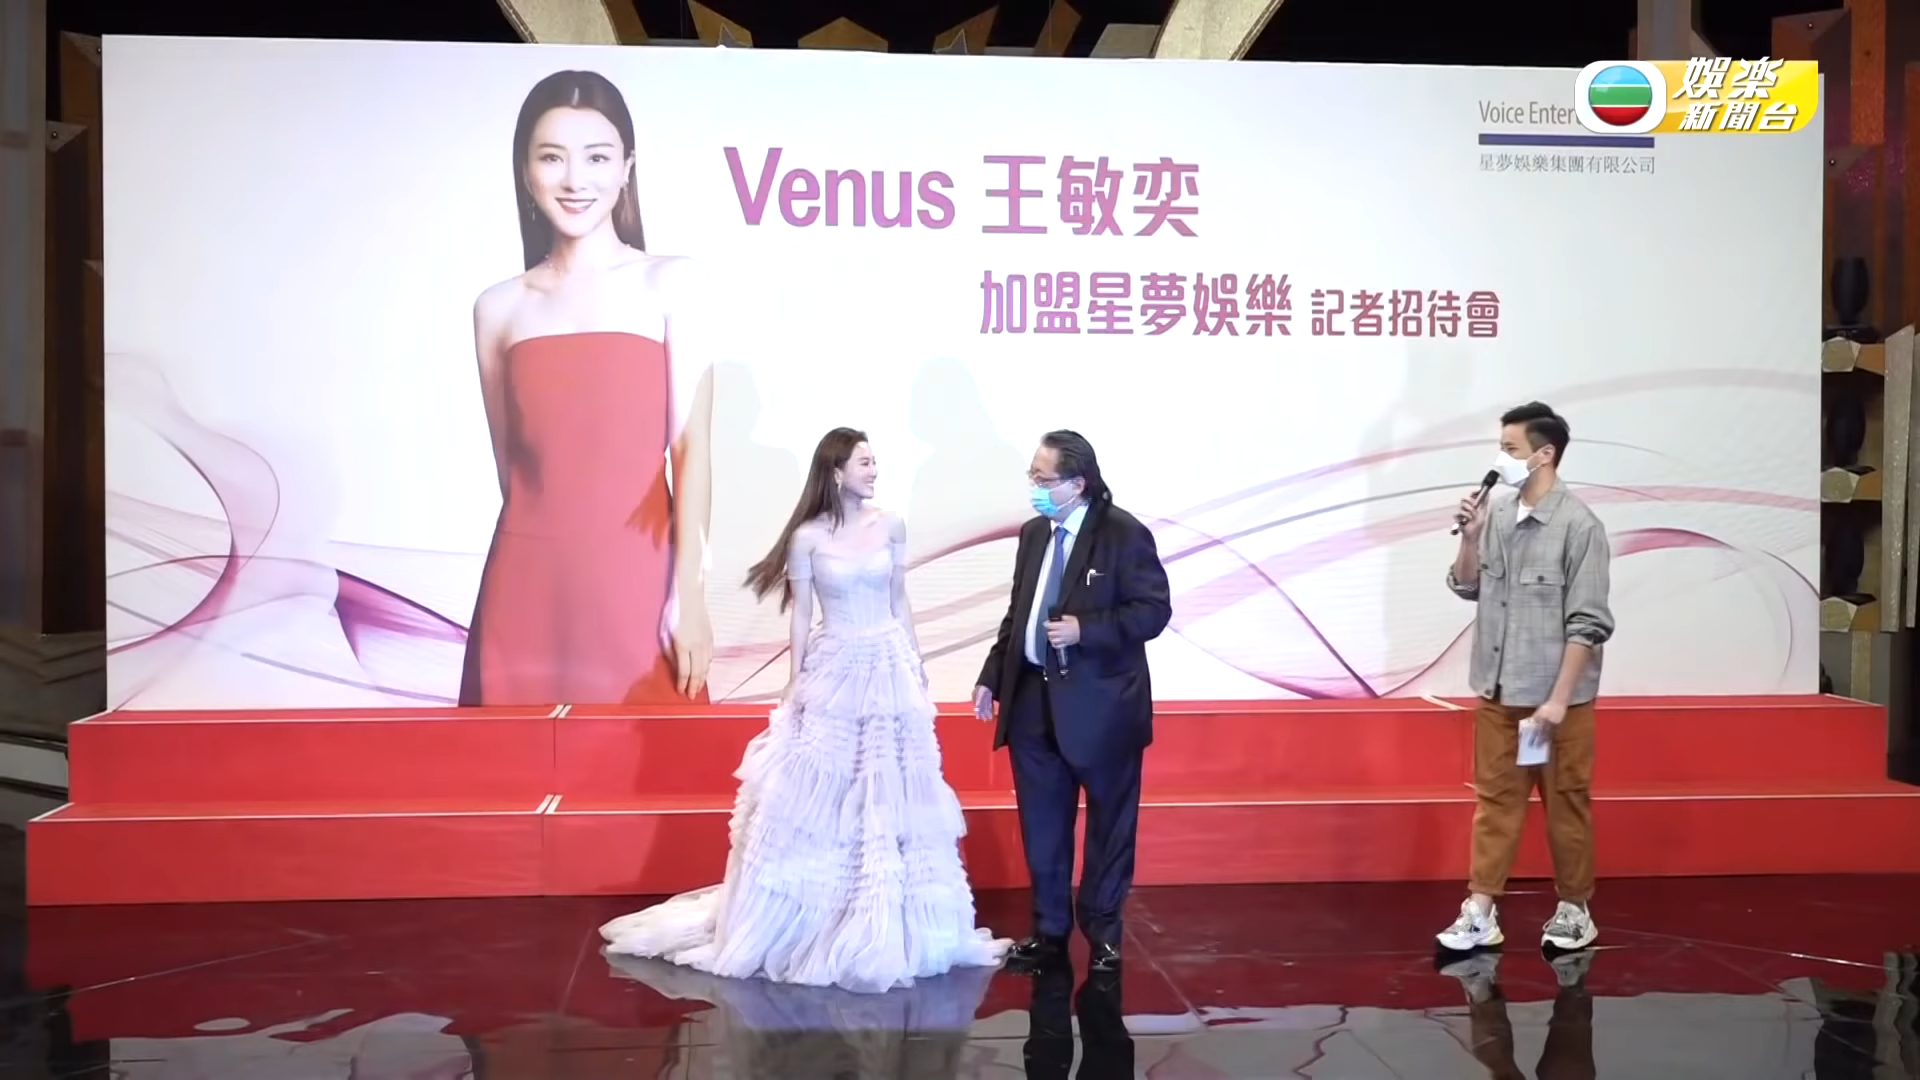 娛樂
新聞台
Voice Enter
星夢娛樂集團有限公司
Venus 王敏奕
加盟星夢娛樂 記者招待會